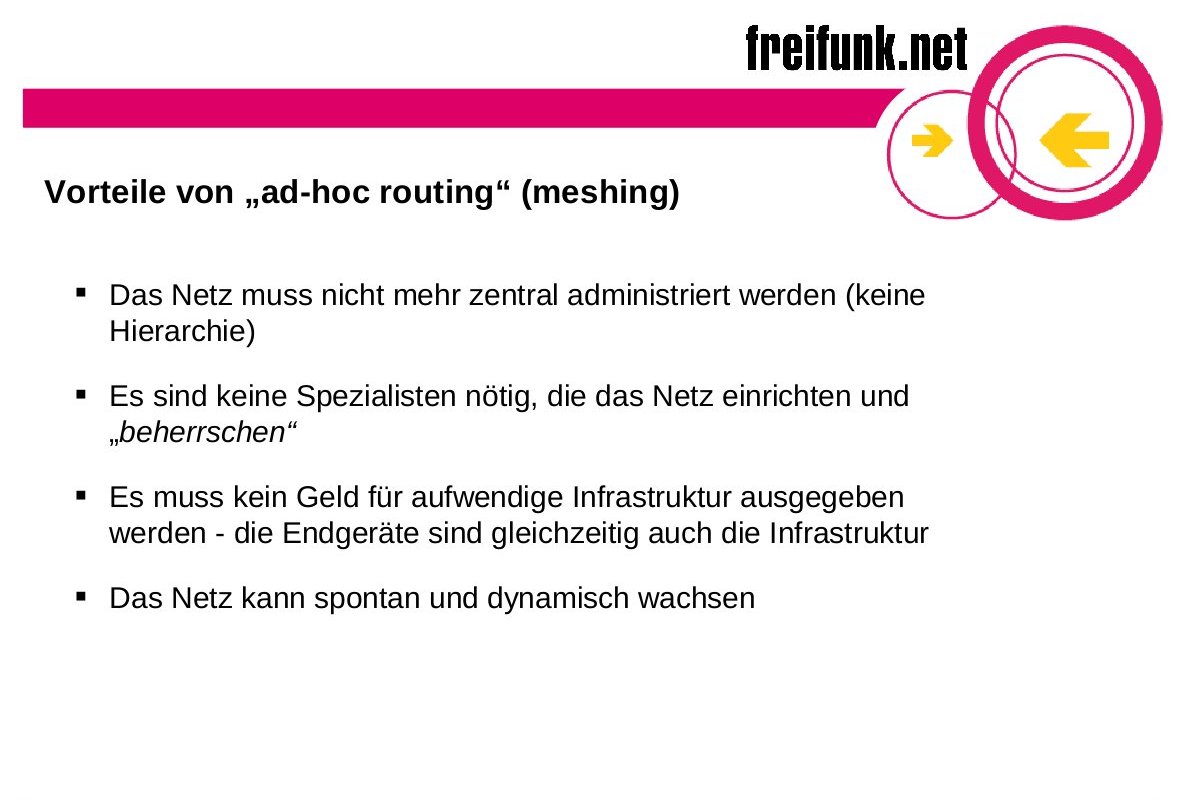 freifunk.net
Vorteile von „ad-hoc routing“ (meshing)
▪ Das Netz muss nicht mehr zentral administriert werden (keine
Hierarchie)
▪ Es sind keine Spezialisten nötig, die das Netz einrichten und
„beherrschen“
▪ Es muss kein Geld für aufwendige Infrastruktur ausgegeben
werden - die Endgeräte sind gleichzeitig auch die Infrastruktur
▪ Das Netz kann spontan und dynamisch wachsen